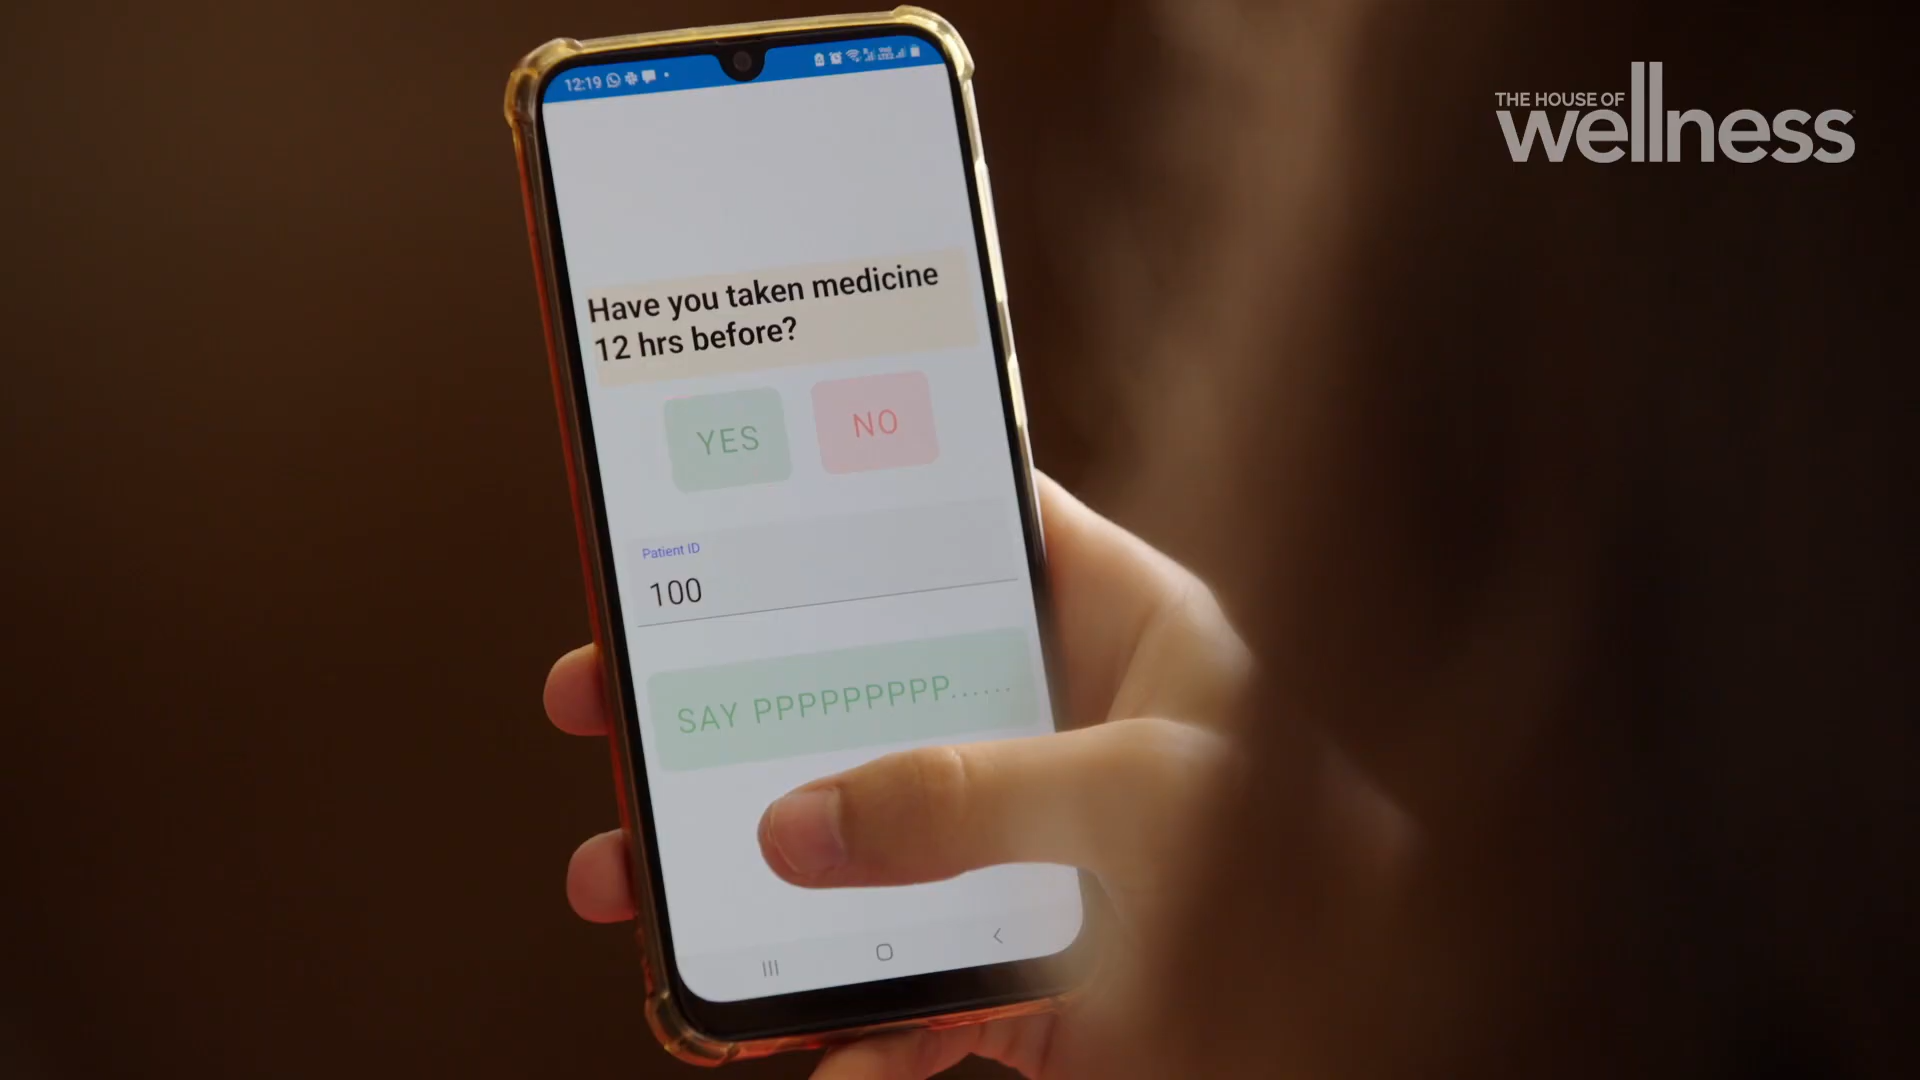 12:19
THE HOUSE OF
wellness
Have you taken medicine
12 hrs before?
YES
NO
Patient ID
100
SAY PPPPPPPPP......